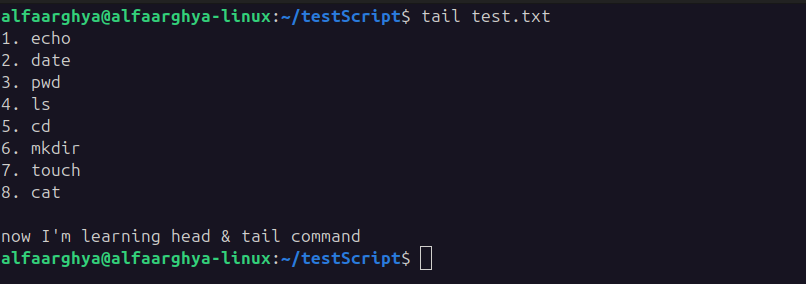 alfaarghya@alfaarghya-linux:~/testScript$ tail test.txt
1. echo
2. date
3. pwd
4. ls
5. cd
6. mkdir
7. touch
8. cat

now I'm learning head & tail command
alfaarghya@alfaarghya-linux:~/testScript$